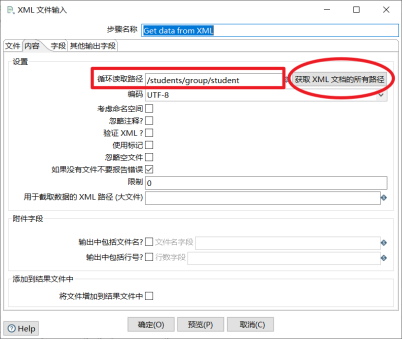 XML 文件输入
步骤名称 Get data from XML
文件 内容 字段 其他输出字段
设置
循环读取路径 /students/group/student 获取 XML 文档的所有路径
编码 UTF-8
考虑命名空间
忽略注释?
验证 XML ?
使用标记
忽略空文件
如果没有文件不要报告错误
限制 0
用于截取数据的 XML 路径 (大文件)
附件字段
输出中包括文件名? 文件名字段
输出中包括行号? 行数字段
添加到结果文件中
将文件增加到结果文件中
Help 确定(O) 预览(P) 取消(C)